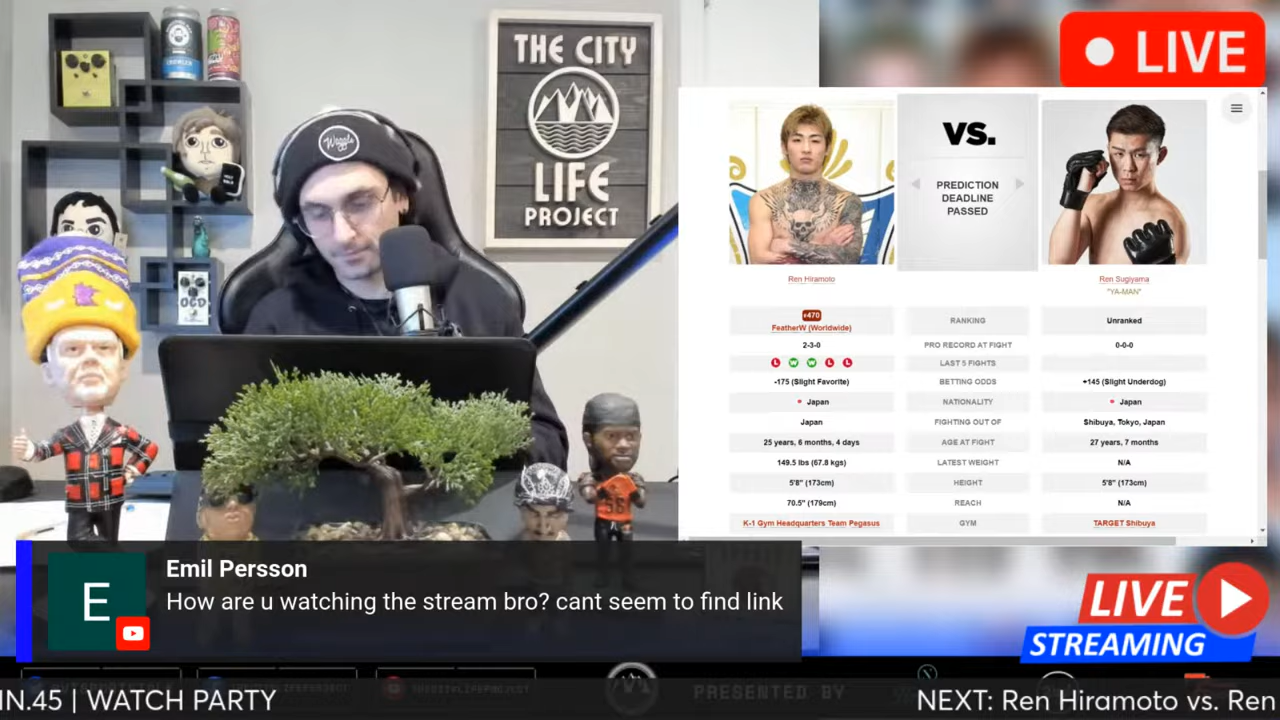 LIVE
THE CITY
LIFE
PROJECT
Waggle
OCD
VS.
PREDICTION
DEADLINE
PASSED
Ren Hiramoto
Ren Sugiyama
"YA-MAN"
#470
FeatherW (Worldwide)
RANKING
Unranked
2-3-0
PRO RECORD AT FIGHT
0-0-0
L W W L L
LAST 5 FIGHTS
-175 (Slight Favorite)
BETTING ODDS
+145 (Slight Underdog)
Japan
NATIONALITY
Japan
Japan
FIGHTING OUT OF
Shibuya, Tokyo, Japan
25 years, 6 months, 4 days
AGE AT FIGHT
27 years, 7 months
149.5 lbs (67.8 kgs)
LATEST WEIGHT
N/A
5'8" (173cm)
HEIGHT
5'8" (173cm)
70.5" (179cm)
REACH
N/A
K-1 Gym Headquarters Team Pegasus
GYM
TARGET Shibuya
E
Emil Persson
How are u watching the stream bro? cant seem to find link
LIVE
STREAMING
PRESENTED BY
IN.45 | WATCH PARTY
NEXT: Ren Hiramoto vs. Ren